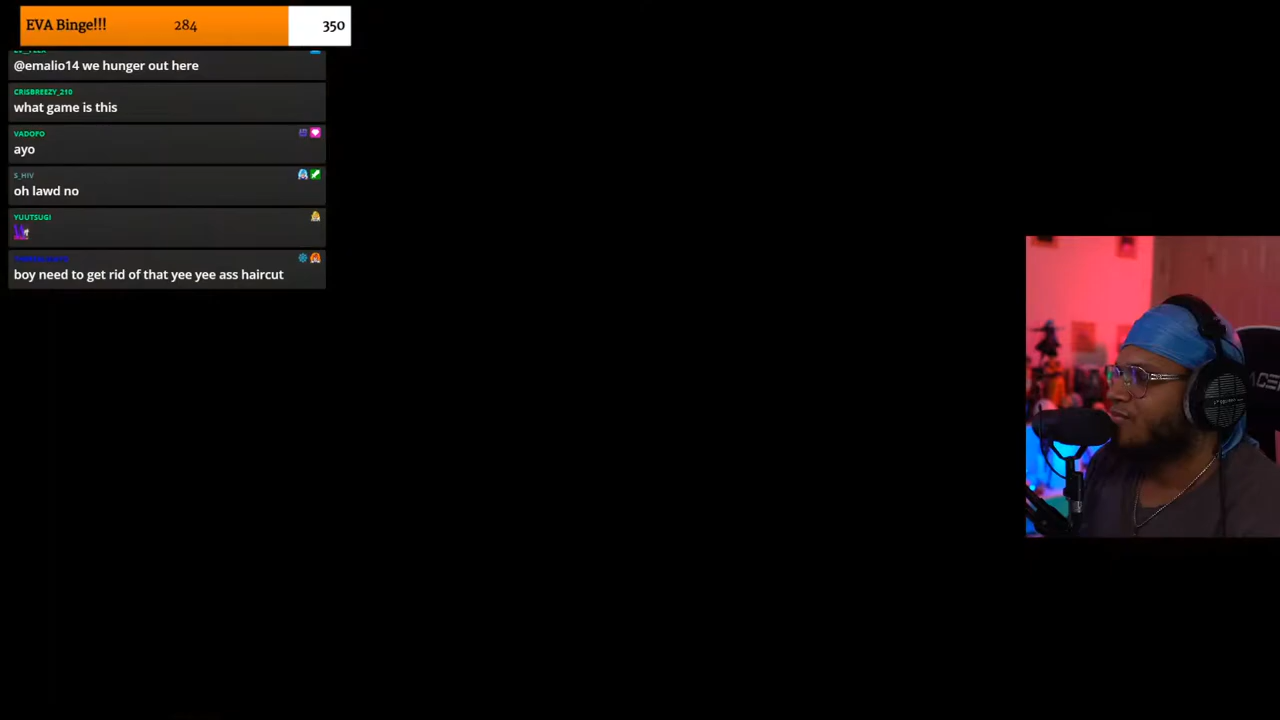 EVA Binge!!! 284 350
@emalio14 we hunger out here
CRISBREEZY_210
what game is this
VADOFO
ayo
S_HIV
oh lawd no
YUUTSUGI
boy need to get rid of that yee yee ass haircut